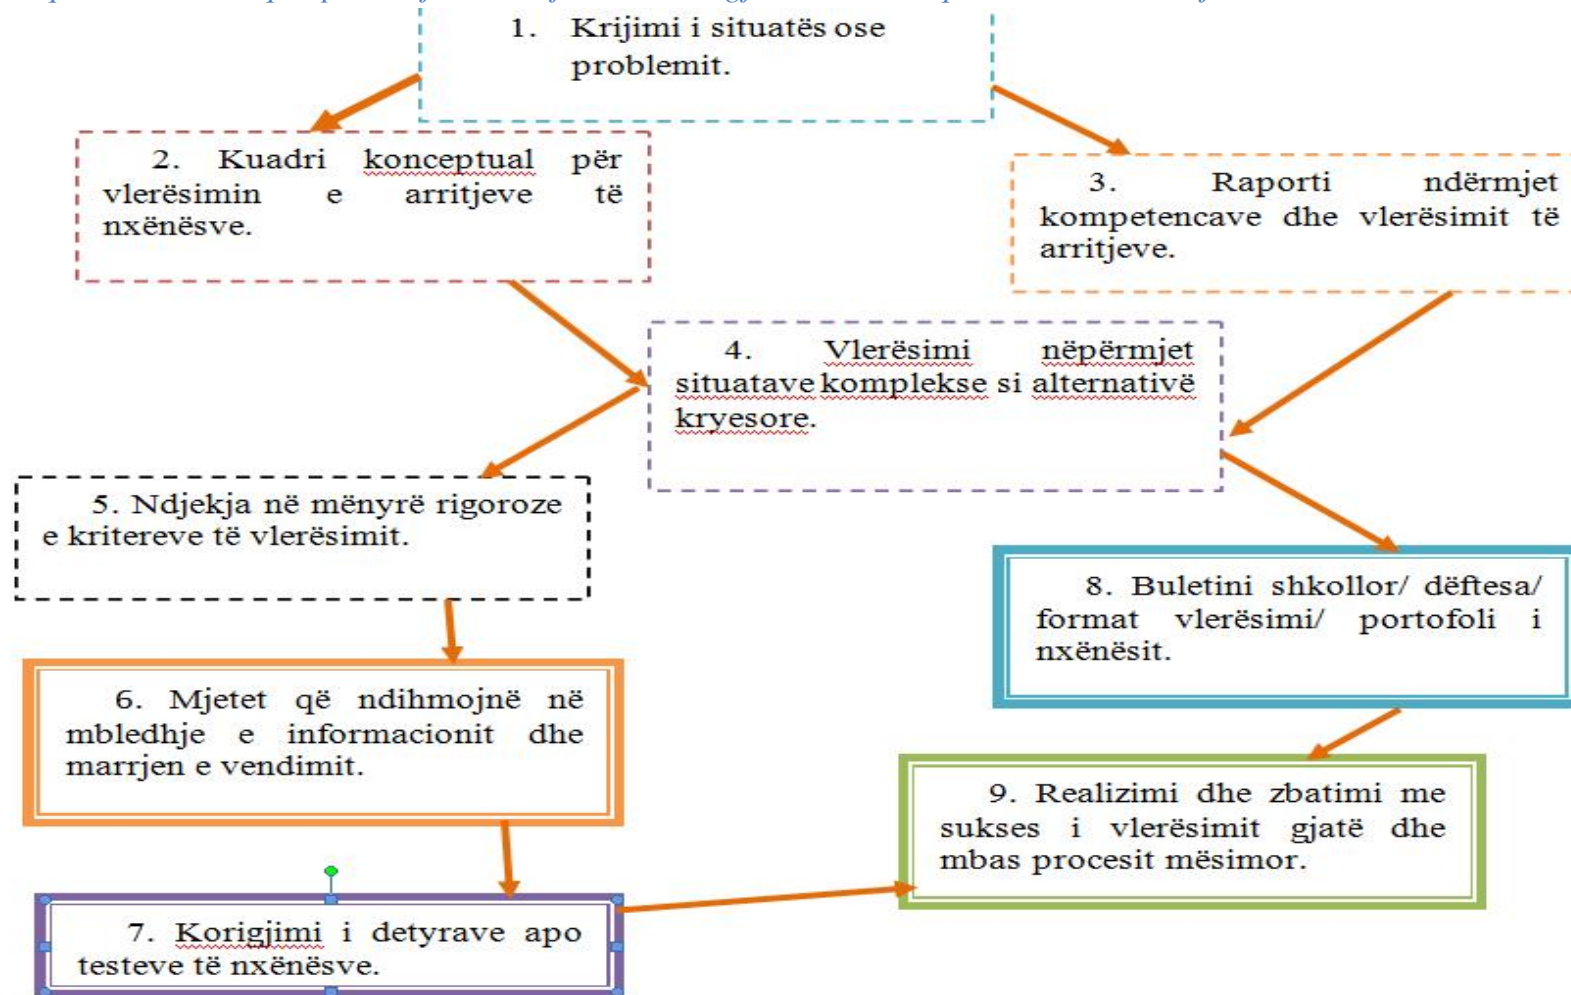 1. Krijimi i situatës ose
problemit.
2. Kuadri konceptual për
vlerësimin e arritjeve të
nxënësve.
3. Raporti ndërmjet
kompetencave dhe vlerësimit të
arritjeve.
4. Vlerësimi nëpërmjet
situatave komplekse si alternativë
kryesore.
5. Ndjekja në mënyrë rigoroze
e kritereve të vlerësimit.
6. Mjetet që ndihmojnë në
mbledhje e informacionit dhe
marrjen e vendimit.
7. Korigjimi i detyrave apo
testeve të nxënësve.
8. Buletini shkollor/ dëftesa/
format vlerësimi/ portofoli i
nxënësit.
9. Realizimi dhe zbatimi me
sukses i vlerësimit gjatë dhe
mbas procesit mësimor.